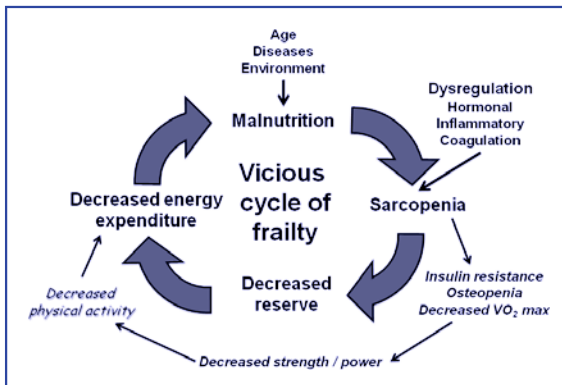 Age
Diseases
Environment
Malnutrition
Dysregulation
Hormonal
Inflammatory
Coagulation
Vicious
cycle of
frailty
Decreased energy
expenditure
Sarcopenia
Decreased
reserve
Insulin resistance
Osteopenia
Decreased VO₂ max
Decreased
physical activity
Decreased strength / power